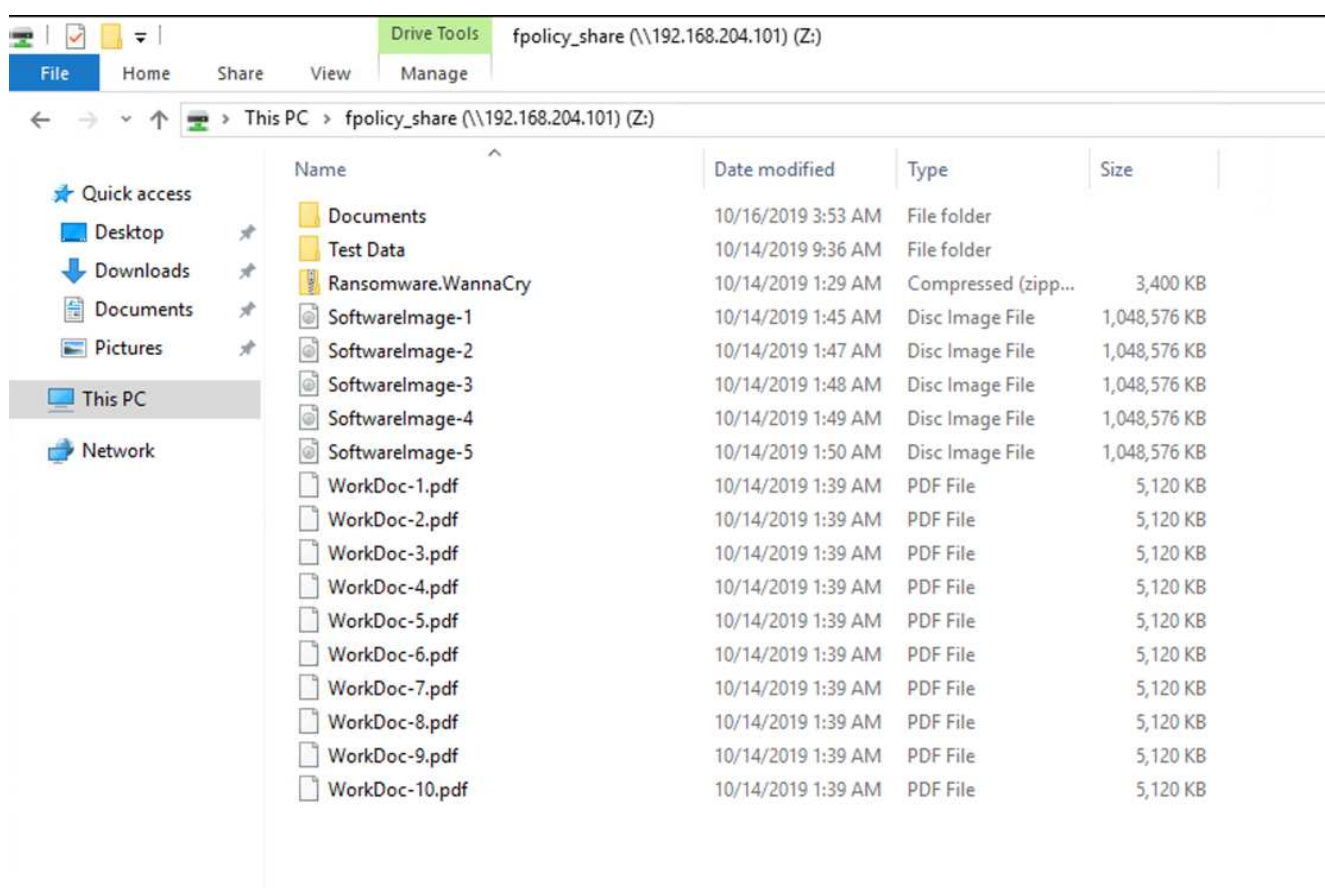 Drive Tools fpolicy_share (\\192.168.204.101) (Z:)
File Home Share View Manage
This PC › fpolicy_share (\\192.168.204.101) (Z:)
Name Date modified Type Size
Quick access
Desktop
Downloads
Documents
Pictures
This PC
Network
Documents 10/16/2019 3:53 AM File folder
Test Data 10/14/2019 9:36 AM File folder
Ransomware.WannaCry 10/14/2019 1:29 AM Compressed (zipp... 3,400 KB
SoftwareImage-1 10/14/2019 1:45 AM Disc Image File 1,048,576 KB
SoftwareImage-2 10/14/2019 1:47 AM Disc Image File 1,048,576 KB
SoftwareImage-3 10/14/2019 1:48 AM Disc Image File 1,048,576 KB
SoftwareImage-4 10/14/2019 1:49 AM Disc Image File 1,048,576 KB
SoftwareImage-5 10/14/2019 1:50 AM Disc Image File 1,048,576 KB
WorkDoc-1.pdf 10/14/2019 1:39 AM PDF File 5,120 KB
WorkDoc-2.pdf 10/14/2019 1:39 AM PDF File 5,120 KB
WorkDoc-3.pdf 10/14/2019 1:39 AM PDF File 5,120 KB
WorkDoc-4.pdf 10/14/2019 1:39 AM PDF File 5,120 KB
WorkDoc-5.pdf 10/14/2019 1:39 AM PDF File 5,120 KB
WorkDoc-6.pdf 10/14/2019 1:39 AM PDF File 5,120 KB
WorkDoc-7.pdf 10/14/2019 1:39 AM PDF File 5,120 KB
WorkDoc-8.pdf 10/14/2019 1:39 AM PDF File 5,120 KB
WorkDoc-9.pdf 10/14/2019 1:39 AM PDF File 5,120 KB
WorkDoc-10.pdf 10/14/2019 1:39 AM PDF File 5,120 KB